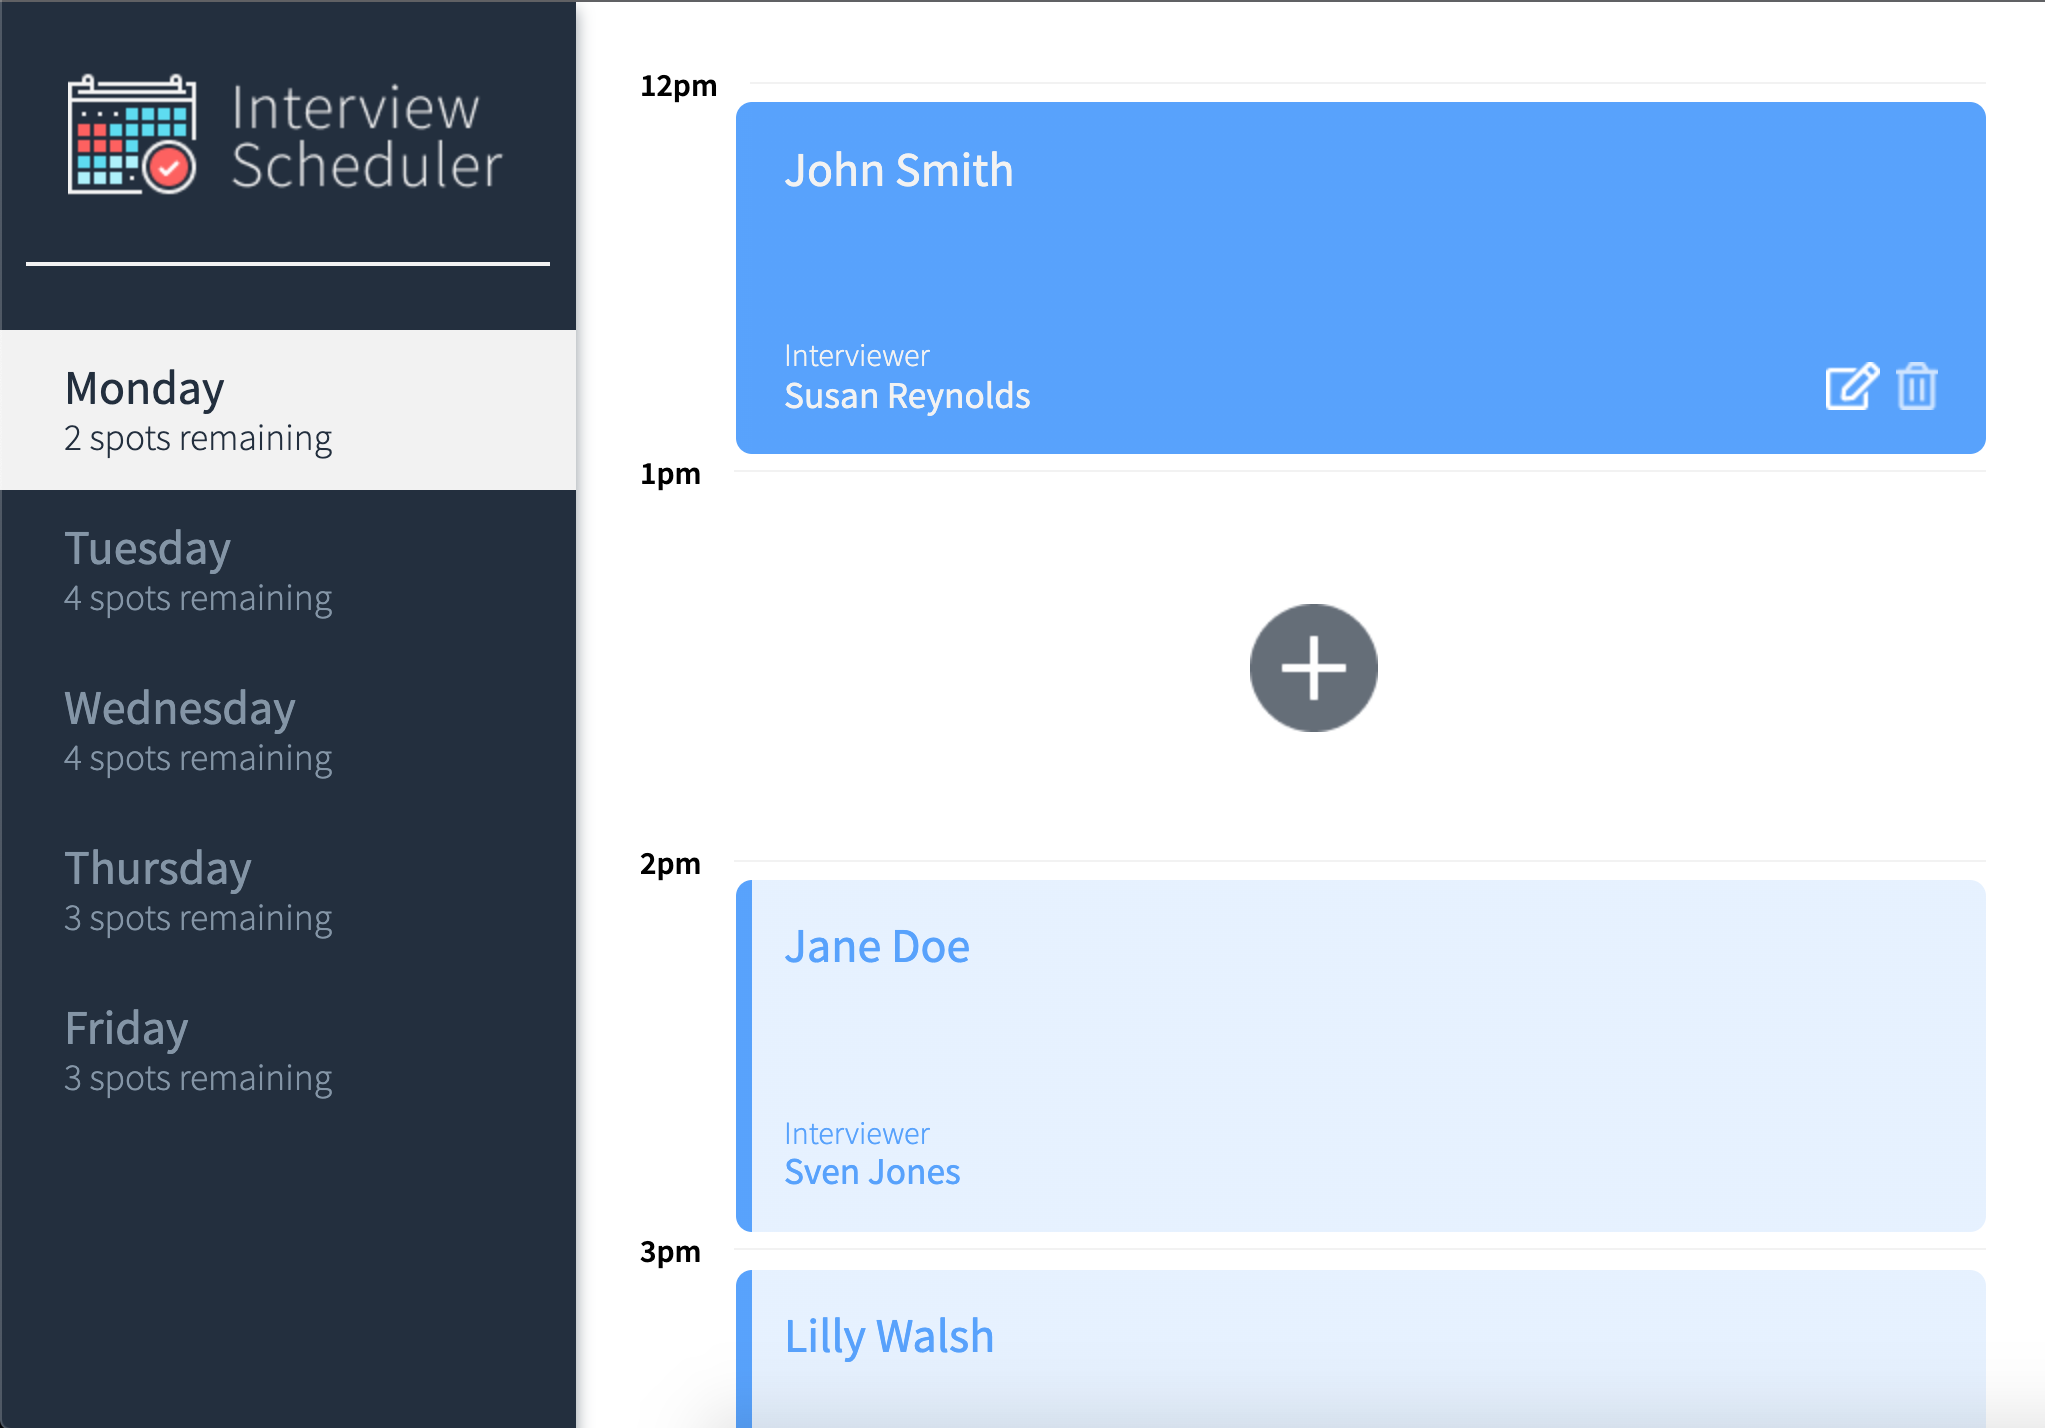 Interview
Scheduler
Monday
2 spots remaining
Tuesday
4 spots remaining
Wednesday
4 spots remaining
Thursday
3 spots remaining
Friday
3 spots remaining
12pm
John Smith
Interviewer
Susan Reynolds
1pm
2pm
Jane Doe
Interviewer
Sven Jones
3pm
Lilly Walsh